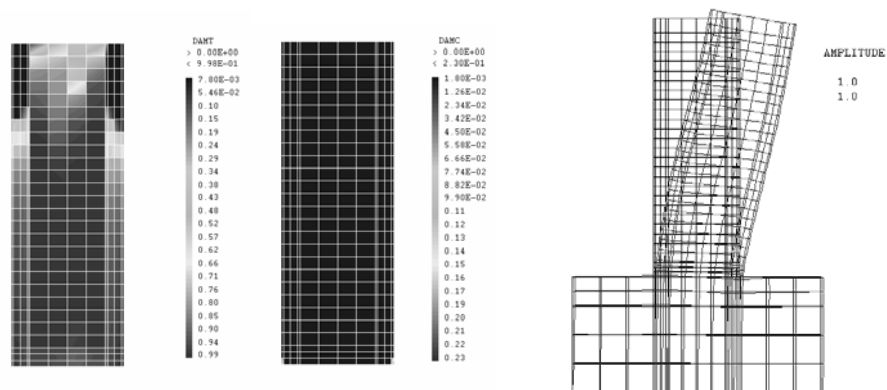 DAMT
> 0.00E+00
< 9.98E-01
7.80E-03
5.46E-02
0.10
0.15
0.19
0.24
0.29
0.34
0.38
0.43
0.48
0.52
0.57
0.62
0.66
0.71
0.76
0.80
0.85
0.90
0.94
0.99
DAMC
> 0.00E+00
< 2.30E-01
1.80E-03
1.26E-02
2.34E-02
3.42E-02
4.50E-02
5.58E-02
6.66E-02
7.74E-02
8.82E-02
9.90E-02
0.11
0.12
0.13
0.14
0.15
0.16
0.17
0.19
0.20
0.21
0.22
0.23
AMPLITUDE
1.0
1.0